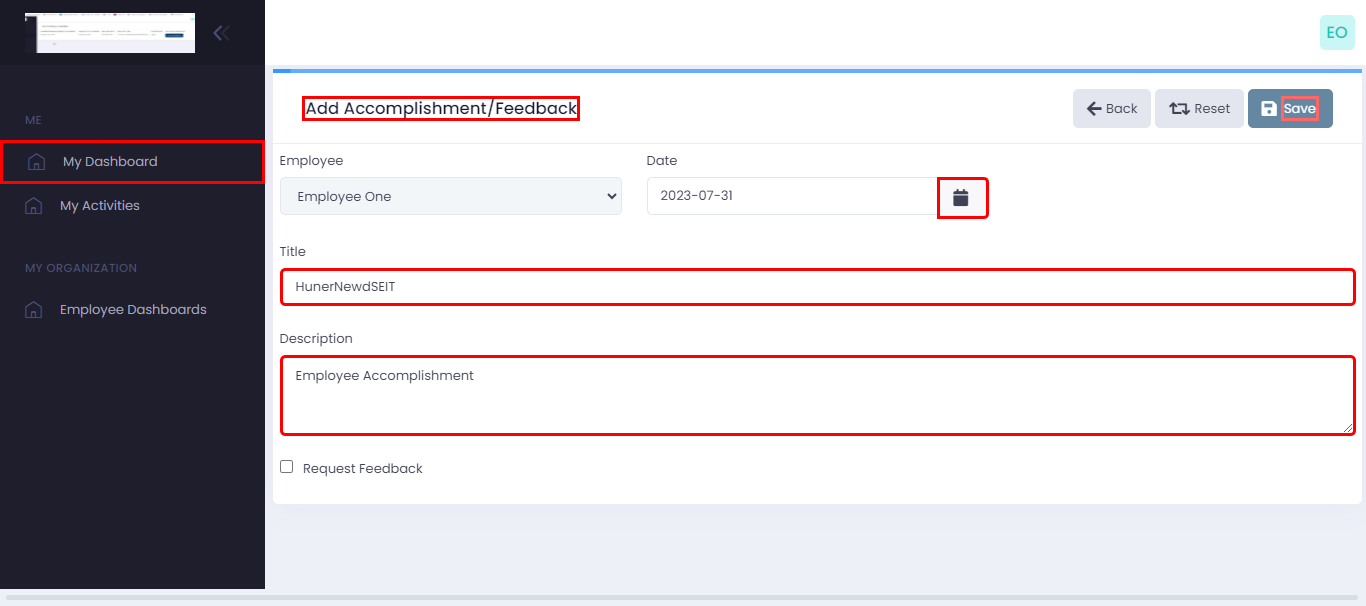 EO
ME
My Dashboard
My Activities
MY ORGANIZATION
Employee Dashboards
Add Accomplishment/Feedback
Back
Reset
Save
Employee
Date
Employee One
2023-07-31
Title
HunerNewdSEIT
Description
Employee Accomplishment
Request Feedback